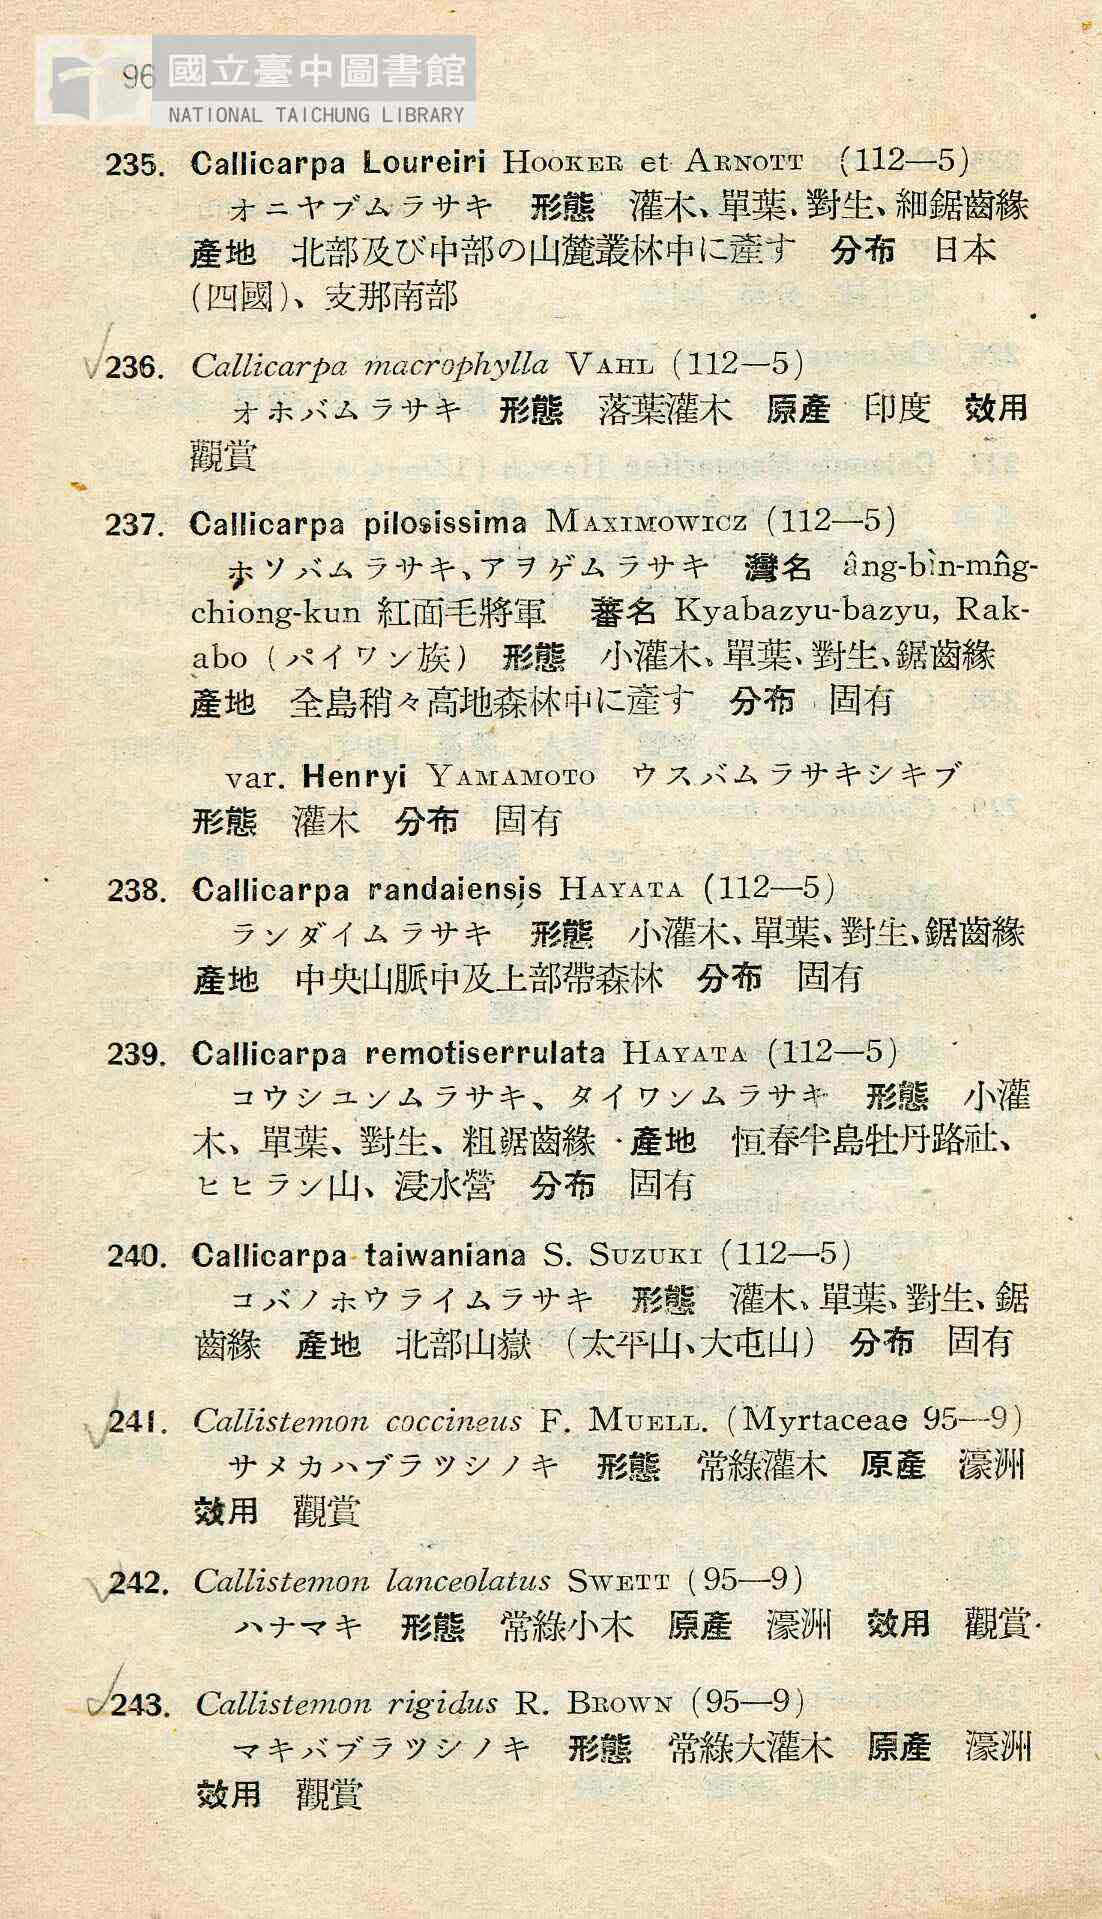 96
國立臺中圖書館
NATIONAL TAICHUNG LIBRARY
235. Callicarpa Loureiri HOOKER et ARNOTT (112—5)
オニヤブムラサキ 形態 灌木、單葉、對生、細鋸齒緣
產地 北部及び中部の山麓叢林中に產す 分布 日本
(四國)、支那南部
236. Callicarpa macrophylla VAHL (112—5)
オホバムラサキ 形態 落葉灌木 原產 印度 效用
觀賞
237. Callicarpa pilosissima MAXIMOWICZ (112—5)
ホソバムラサキ、アヲゲムラサキ 灣名 âng-bìn-mn̂g-
chiong-kun 紅面毛將軍 蕃名 Kyabazyu-bazyu, Rak-
abo (パイワン族) 形態 小灌木、單葉、對生、鋸齒緣
產地 全島稍々高地森林中に產す 分布 固有
var. Henryi YAMAMOTO ウスバムラサキシキブ
形態 灌木 分布 固有
238. Callicarpa randaiensis HAYATA (112—5)
ランダイムラサキ 形態 小灌木、單葉、對生、鋸齒緣
產地 中央山脈中及上部帶森林 分布 固有
239. Callicarpa remotiserrulata HAYATA (112—5)
コウシユンムラサキ、タイワンムラサキ 形態 小灌
木、單葉、對生、粗鋸齒緣 產地 恒春半島牡丹路社、
ヒヒラン山、浸水營 分布 固有
240. Callicarpa taiwaniana S. SUZUKI (112—5)
コバノホウライムラサキ 形態 灌木、單葉、對生、鋸
齒緣 產地 北部山嶽 (太平山、大屯山) 分布 固有
241. Callistemon coccineus F. MUELL. (Myrtaceae 95—9)
サメカハブラツシノキ 形態 常綠灌木 原產 濠洲
效用 觀賞
242. Callistemon lanceolatus SWETT (95—9)
ハナマキ 形態 常綠小木 原產 濠洲 效用 觀賞
243. Callistemon rigidus R. BROWN (95—9)
マキバブラツシノキ 形態 常綠大灌木 原產 濠洲
效用 觀賞